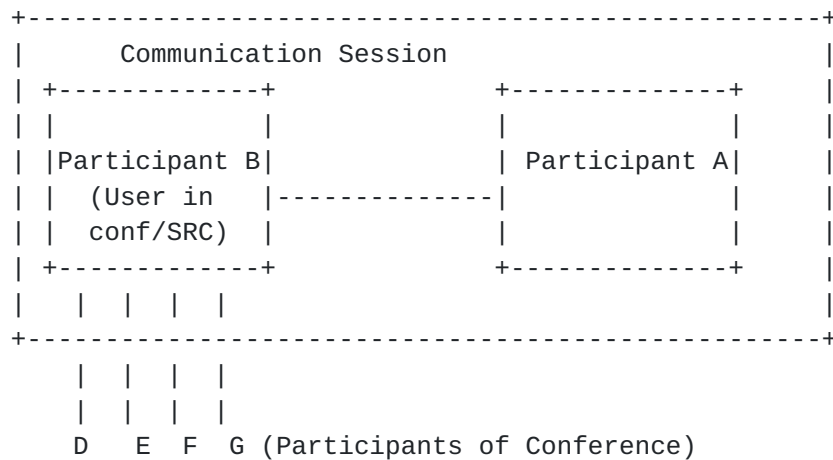 Communication Session
Participant B Participant A
(User in
conf/SRC)
D E F G (Participants of Conference)